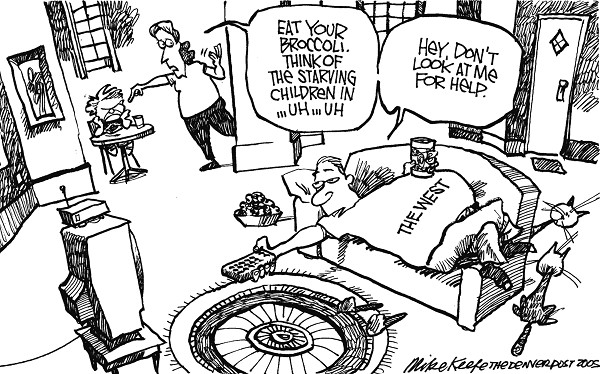 EAT YOUR
BROCCOLI.
THINK OF
THE STARVING
CHILDREN IN
...UH...UH
HEY, DON'T
LOOK AT ME
FOR HELP.
THE WEST
Mike Keefe THE DENVER POST 2005